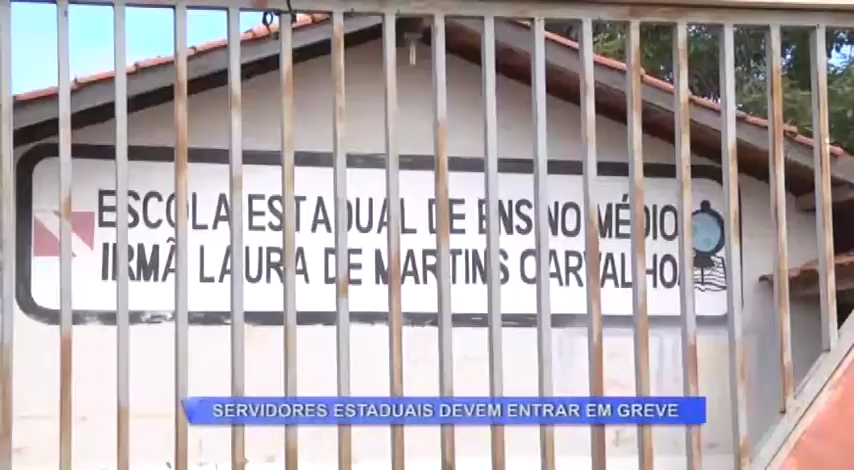 ESCOLA ESTADUAL DE ENSINO MÉDIO
IRMÃ LAURA DE MARTINS CARVALHO
SERVIDORES ESTADUAIS DEVEM ENTRAR EM GREVE